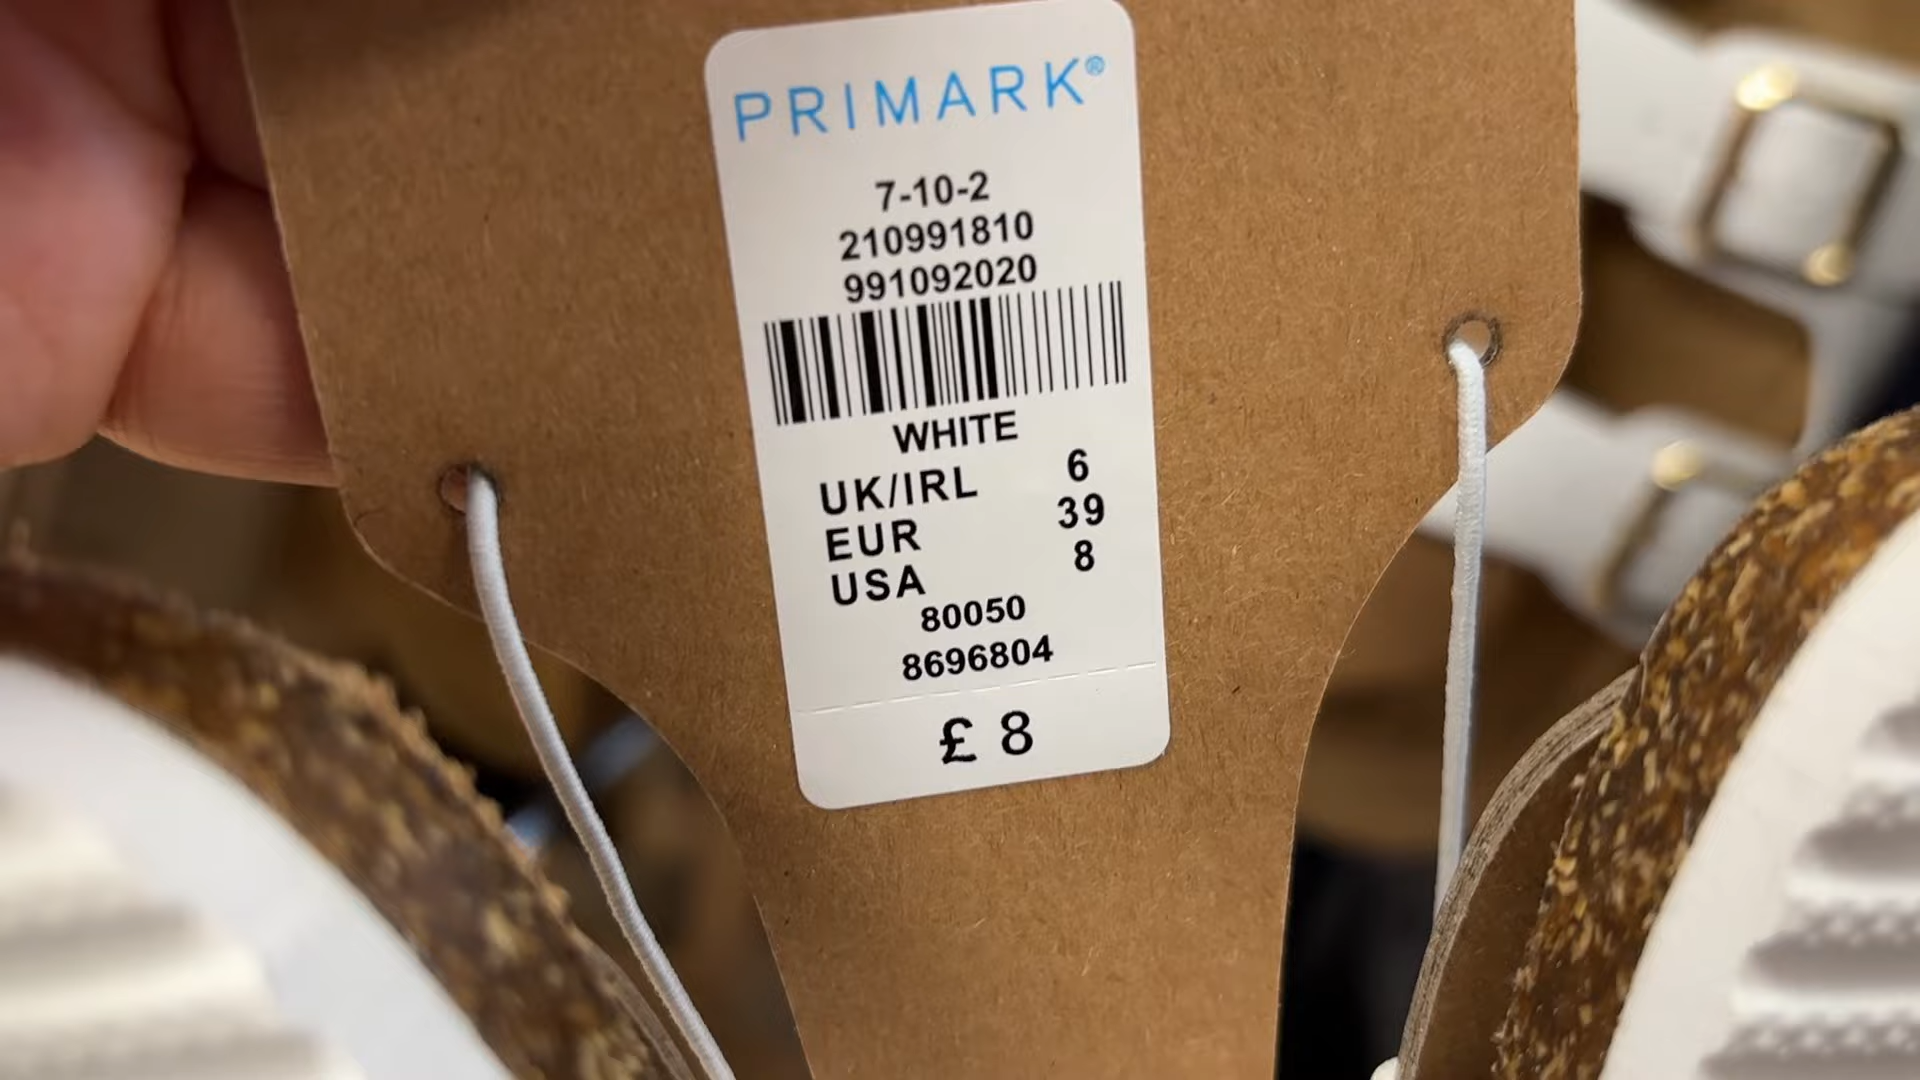 PRIMARK®
7-10-2
210991810
991092020
WHITE
UK/IRL 6
EUR 39
USA 8
80050
8696804
£ 8